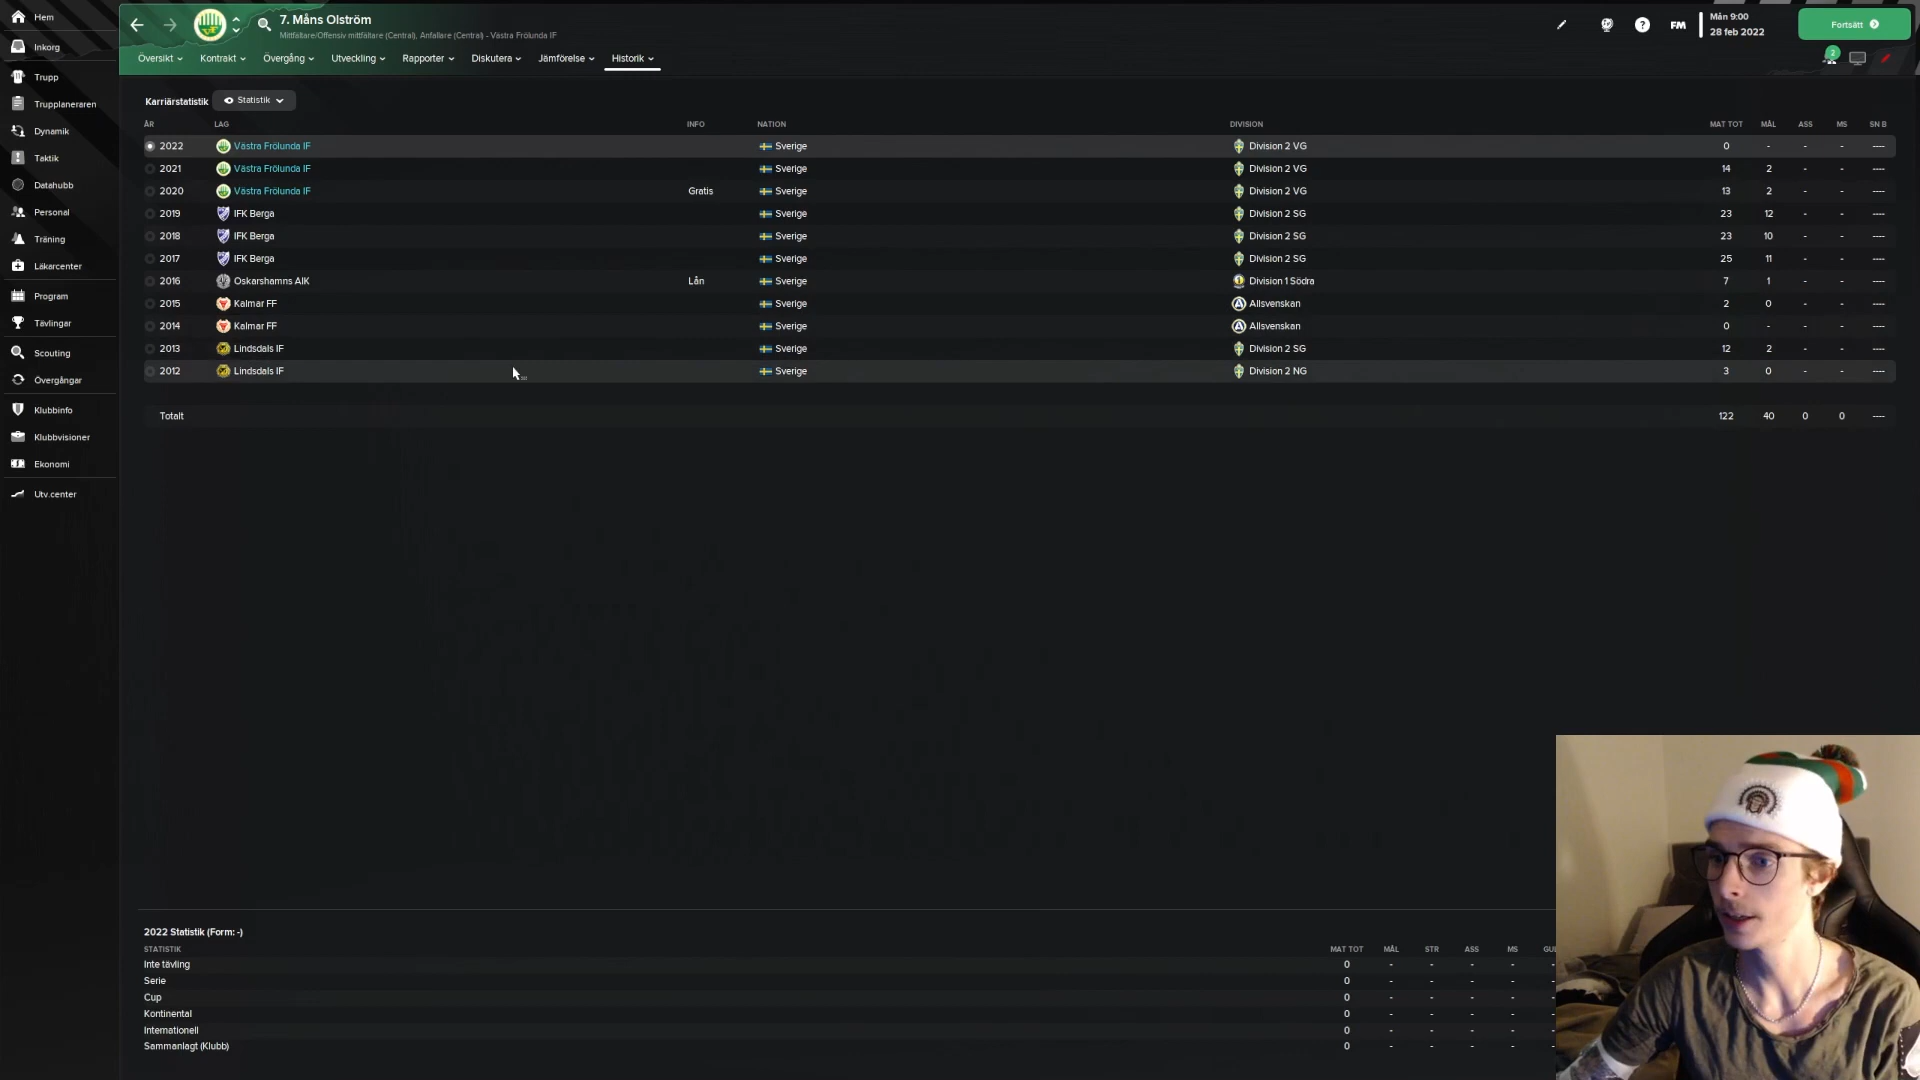 Hem
Inkorg
Trupp
Trupplaneraren
Dynamik
Taktik
Datahubb
Personal
Träning
Läkarcenter
Program
Tävlingar
Scouting
Övergångar
Klubbinfo
Klubbvisioner
Ekonomi
Utv.center
7. Måns Olström
Mittfältare/Offensiv mittfältare (Central), Anfallare (Central) - Västra Frölunda IF
FM
Mån 9:00
28 feb 2022
Fortsätt
2
Översikt Kontrakt Övergång Utveckling Rapporter Diskutera Jämförelse Historik
Karriärstatistik Statistik
ÅR LAG INFO NATION DIVISION MAT TOT MÅL ASS MS SN B
2022 Västra Frölunda IF Sverige Division 2 VG 0 - - - ----
2021 Västra Frölunda IF Sverige Division 2 VG 14 2 - - ----
2020 Västra Frölunda IF Gratis Sverige Division 2 VG 13 2 - - ----
2019 IFK Berga Sverige Division 2 SG 23 12 - - ----
2018 IFK Berga Sverige Division 2 SG 23 10 - - ----
2017 IFK Berga Sverige Division 2 SG 25 11 - - ----
2016 Oskarshamns AIK Lån Sverige Division 1 Södra 7 1 - - ----
2015 Kalmar FF Sverige Allsvenskan 2 0 - - ----
2014 Kalmar FF Sverige Allsvenskan 0 - - - ----
2013 Lindsdals IF Sverige Division 2 SG 12 2 - - ----
2012 Lindsdals IF Sverige Division 2 NG 3 0 - - ----
Totalt 122 40 0 0 ----
2022 Statistik (Form: -)
STATISTIK MAT TOT MÅL STR ASS MS GU
Inte tävling 0 - - - - -
Serie 0 - - - - -
Cup 0 - - - - -
Kontinental 0 - - - - -
Internationell 0 - - - - -
Sammanlagt (Klubb) 0 - - - - -